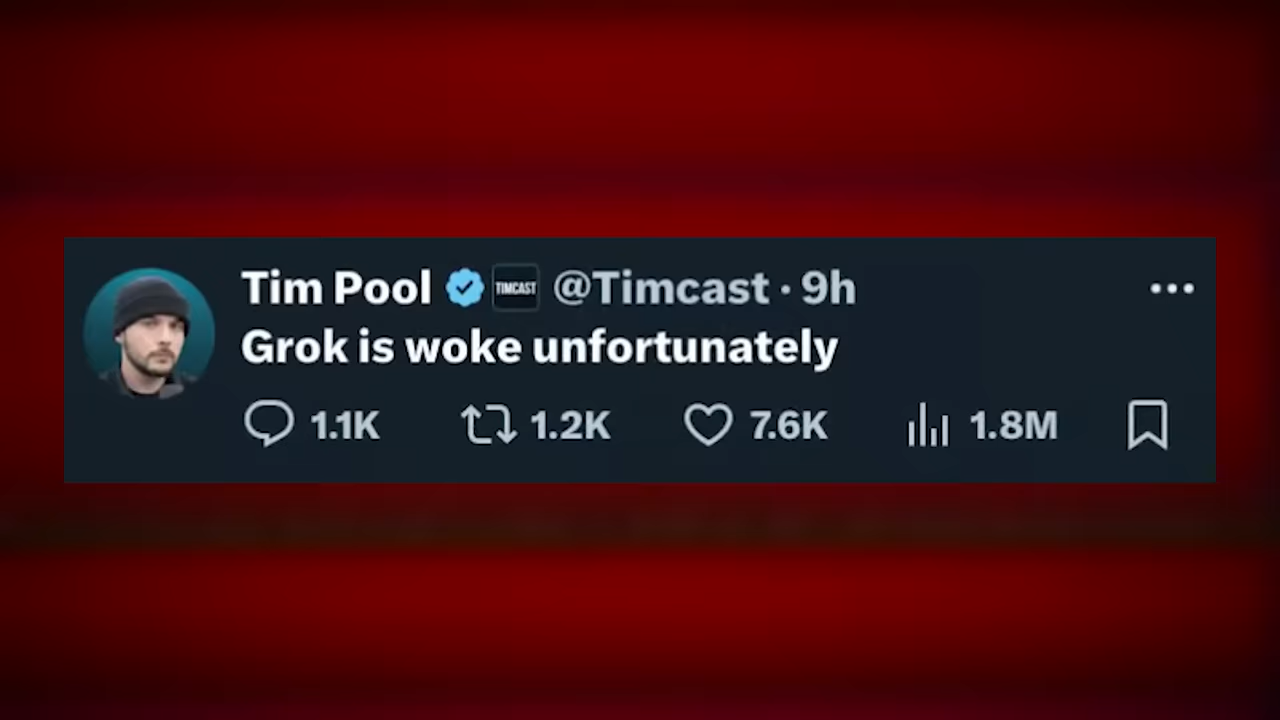 Tim Pool TIMCAST @Timcast · 9h
Grok is woke unfortunately
1.1K 1.2K 7.6K 1.8M